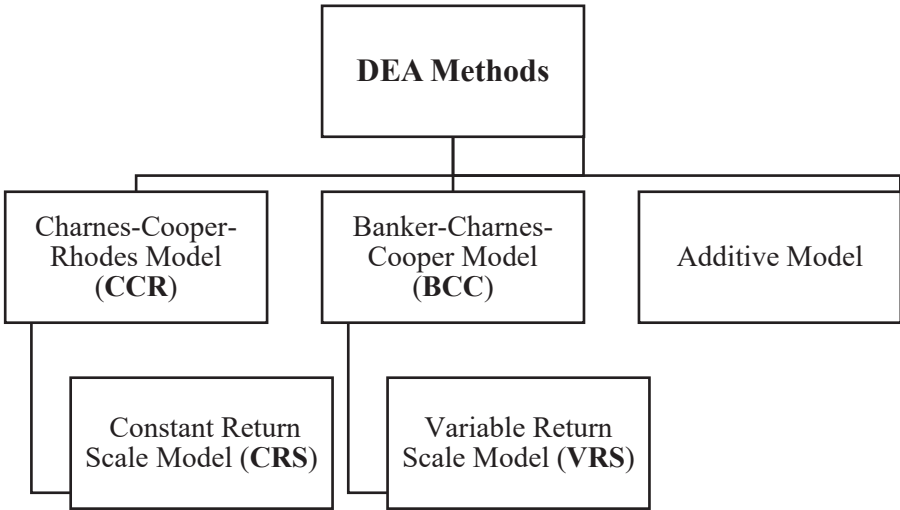 DEA Methods
Charnes-Cooper-
Rhodes Model
(CCR)
Banker-Charnes-
Cooper Model
(BCC)
Additive Model
Constant Return
Scale Model (CRS)
Variable Return
Scale Model (VRS)